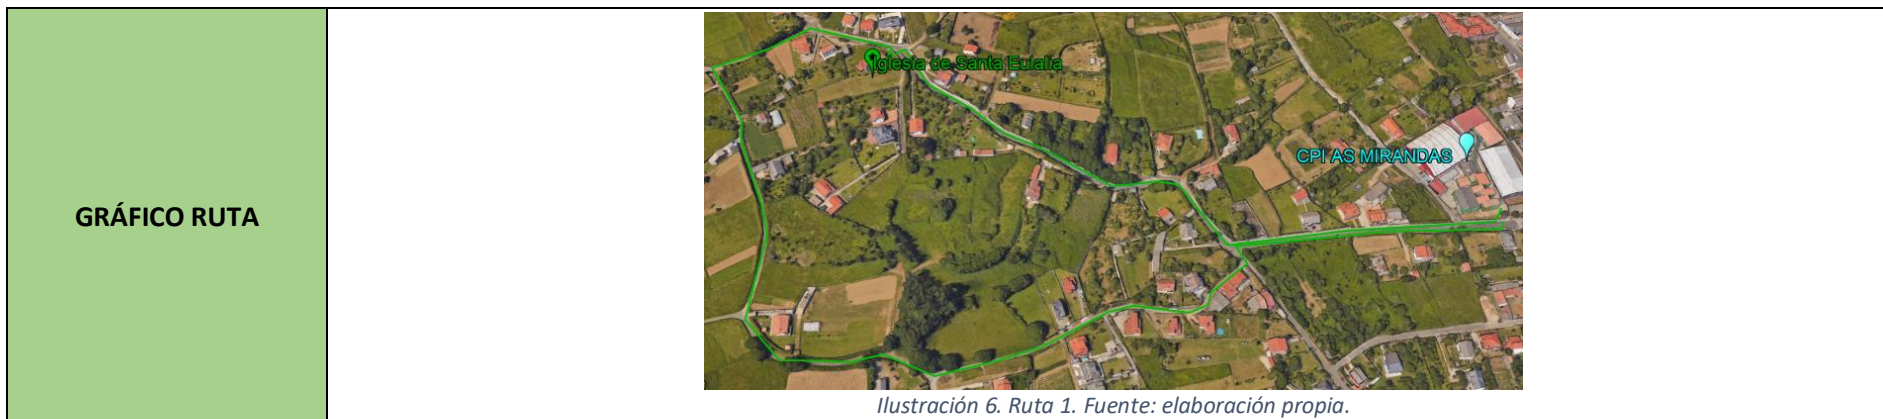 GRÁFICO RUTA
Iglesia de Santa Eulalia
CPI AS MIRANDAS
Ilustración 6. Ruta 1. Fuente: elaboración propia.